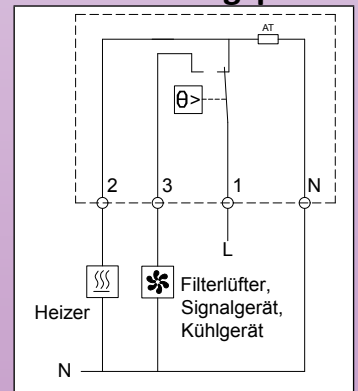 AT
θ>
2 3 1 N
L
Filterlüfter,
Signalgerät,
Kühlgerät
Heizer
N